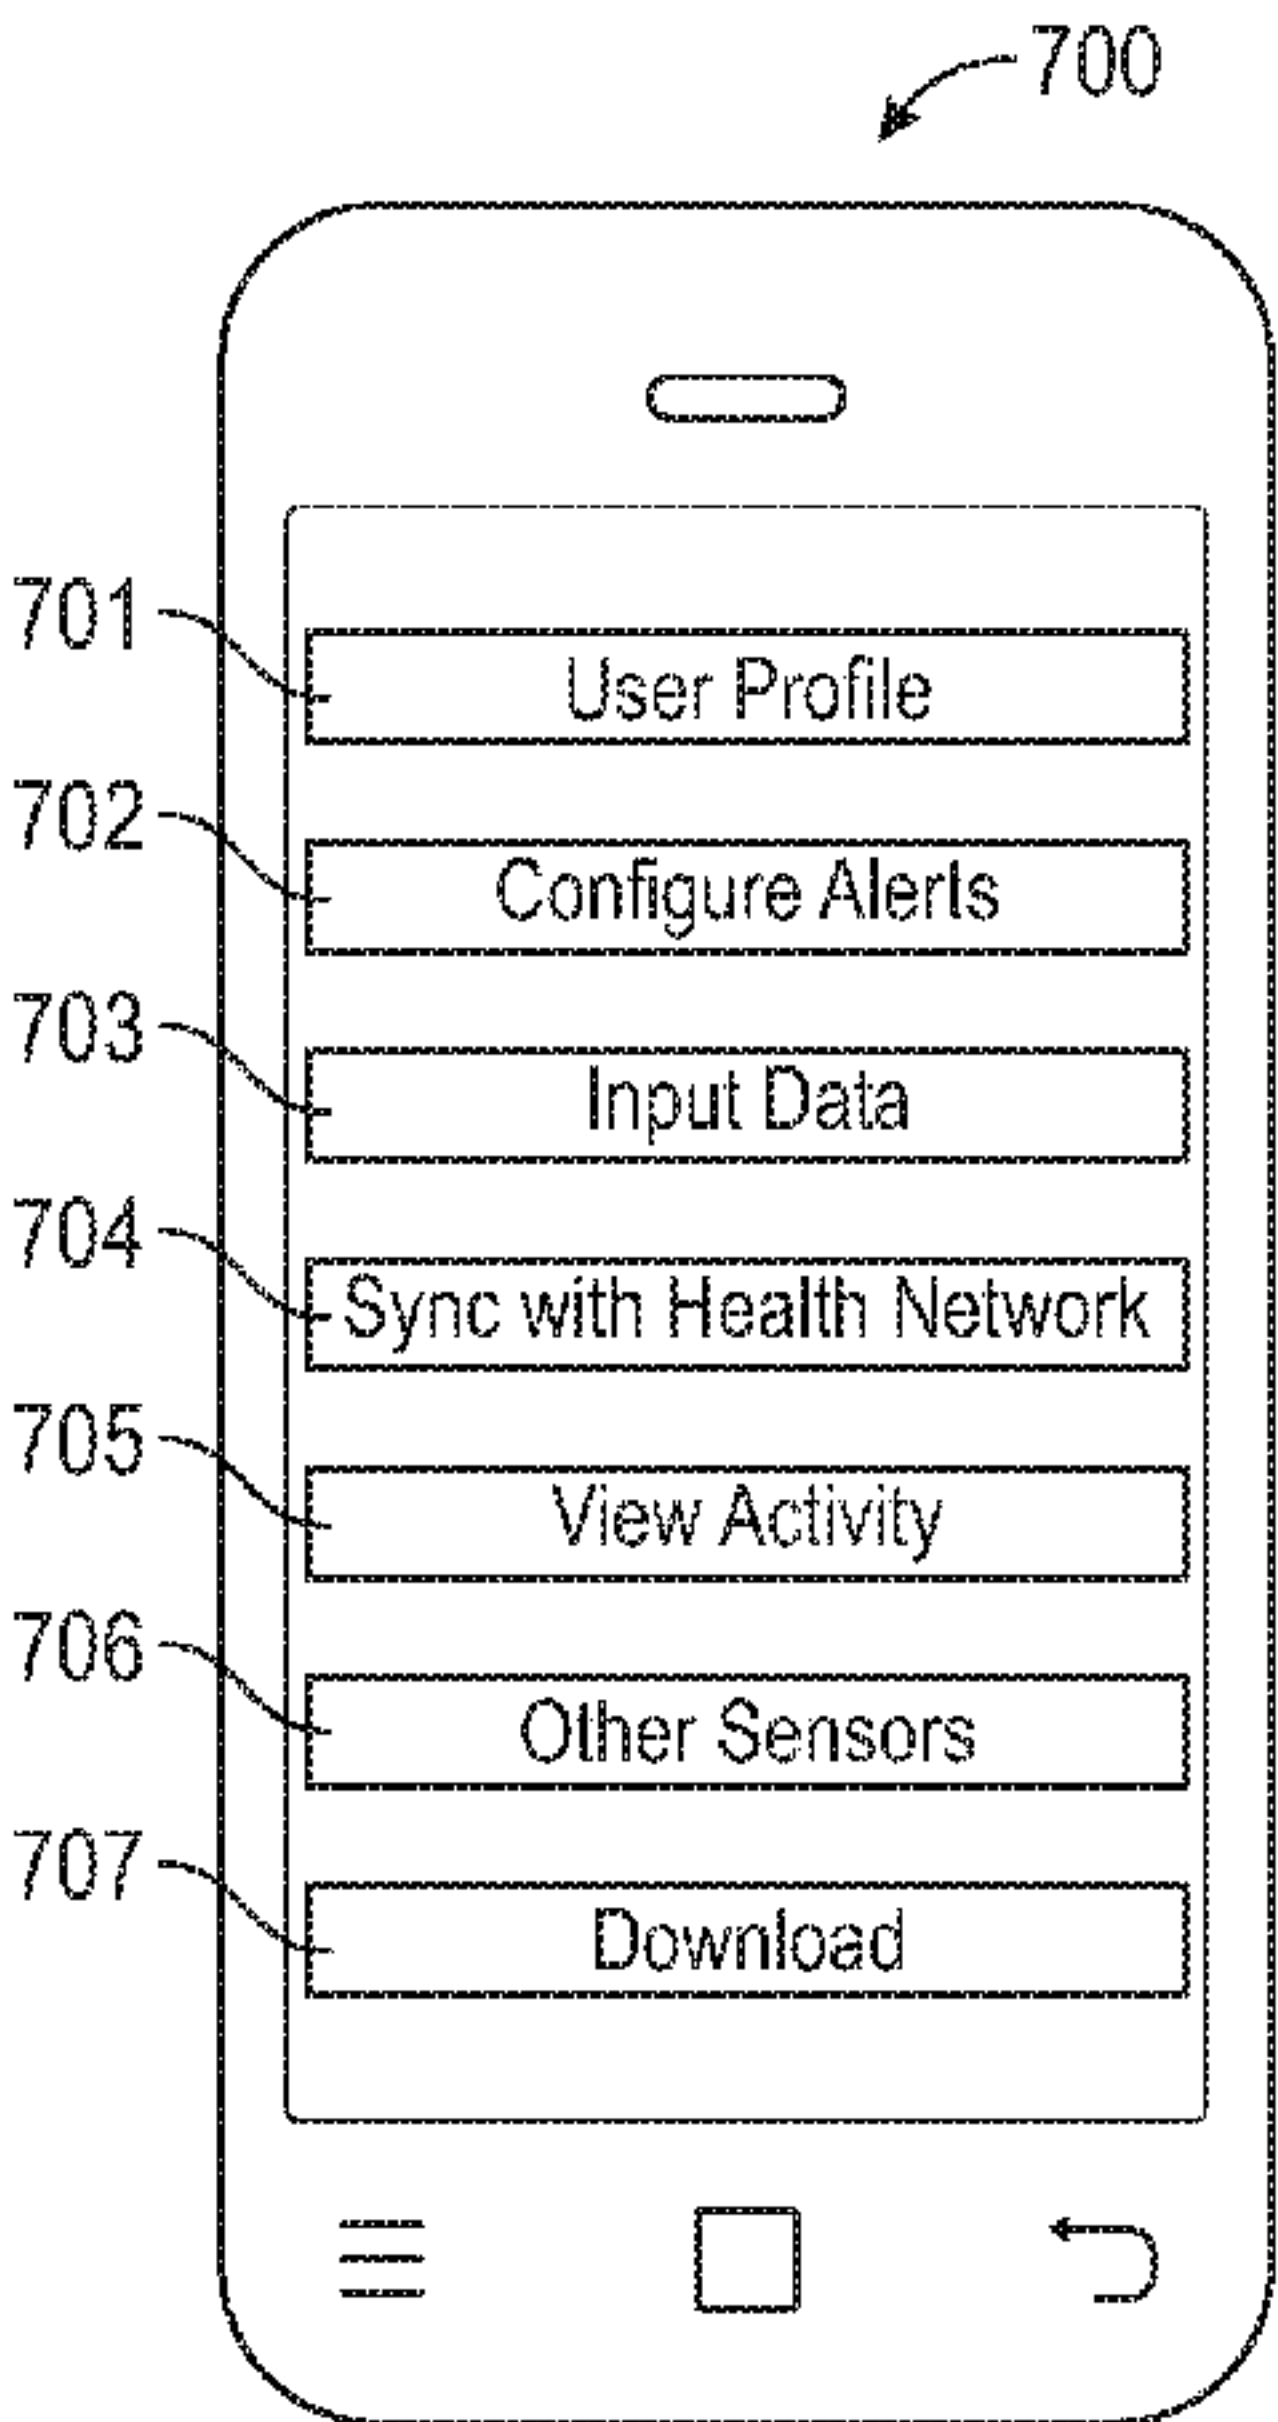 700
701 User Profile
702 Configure Alerts
703 Input Data
704 Sync with Health Network
705 View Activity
706 Other Sensors
707 Download